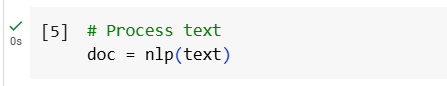 [5] # Process text
doc = nlp(text)
0s